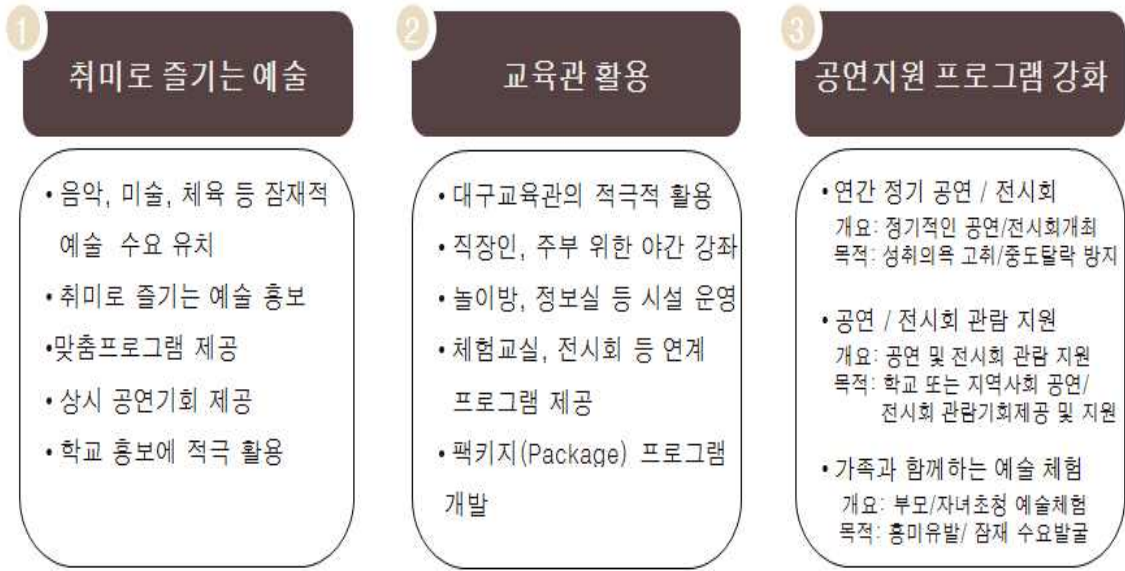 1
취미로 즐기는 예술
• 음악, 미술, 체육 등 잠재적
예술 수요 유치
• 취미로 즐기는 예술 홍보
•맞춤프로그램 제공
• 상시 공연기회 제공
• 학교 홍보에 적극 활용
2
교육관 활용
• 대구교육관의 적극적 활용
• 직장인, 주부 위한 야간 강좌
• 놀이방, 정보실 등 시설 운영
• 체험교실, 전시회 등 연계
프로그램 제공
• 팩키지(Package) 프로그램
개발
3
공연지원 프로그램 강화
• 연간 정기 공연 / 전시회
개요: 정기적인 공연/전시회개최
목적: 성취의욕 고취/중도탈락 방지
• 공연 / 전시회 관람 지원
개요: 공연 및 전시회 관람 지원
목적: 학교 또는 지역사회 공연/
전시회 관람기회제공 및 지원
• 가족과 함께하는 예술 체험
개요: 부모/자녀초청 예술체험
목적: 흥미유발/ 잠재 수요발굴